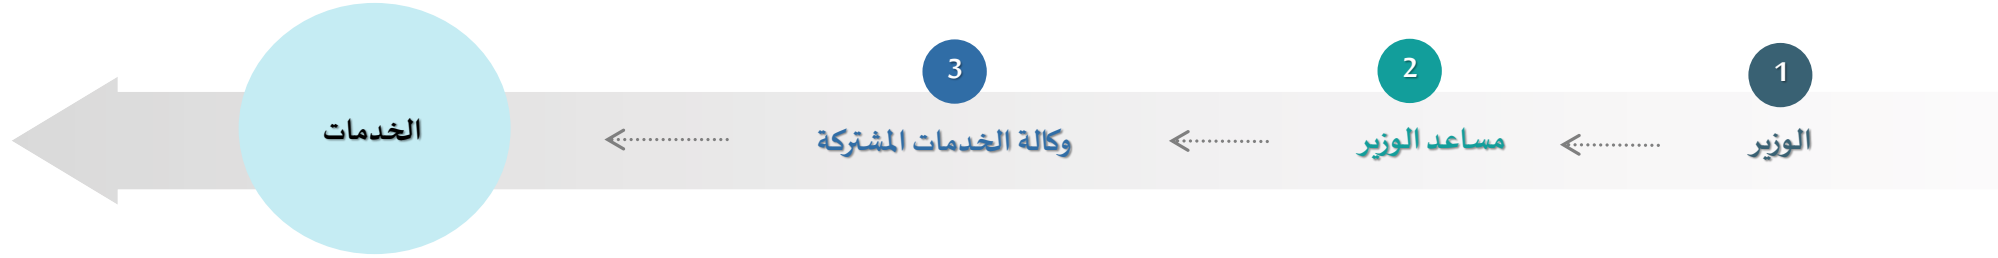 1
الوزير
2
مساعد الوزير
3
وكالة الخدمات المشتركة
الخدمات